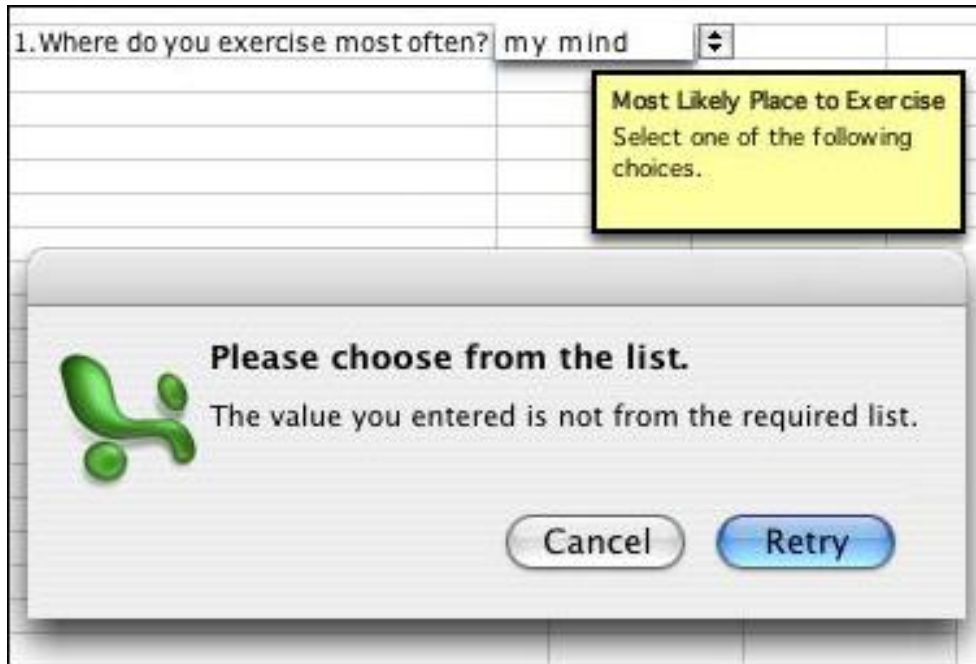 1. Where do you exercise most often? my mind
Most Likely Place to Exercise
Select one of the following
choices.
Please choose from the list.
The value you entered is not from the required list.
Cancel Retry